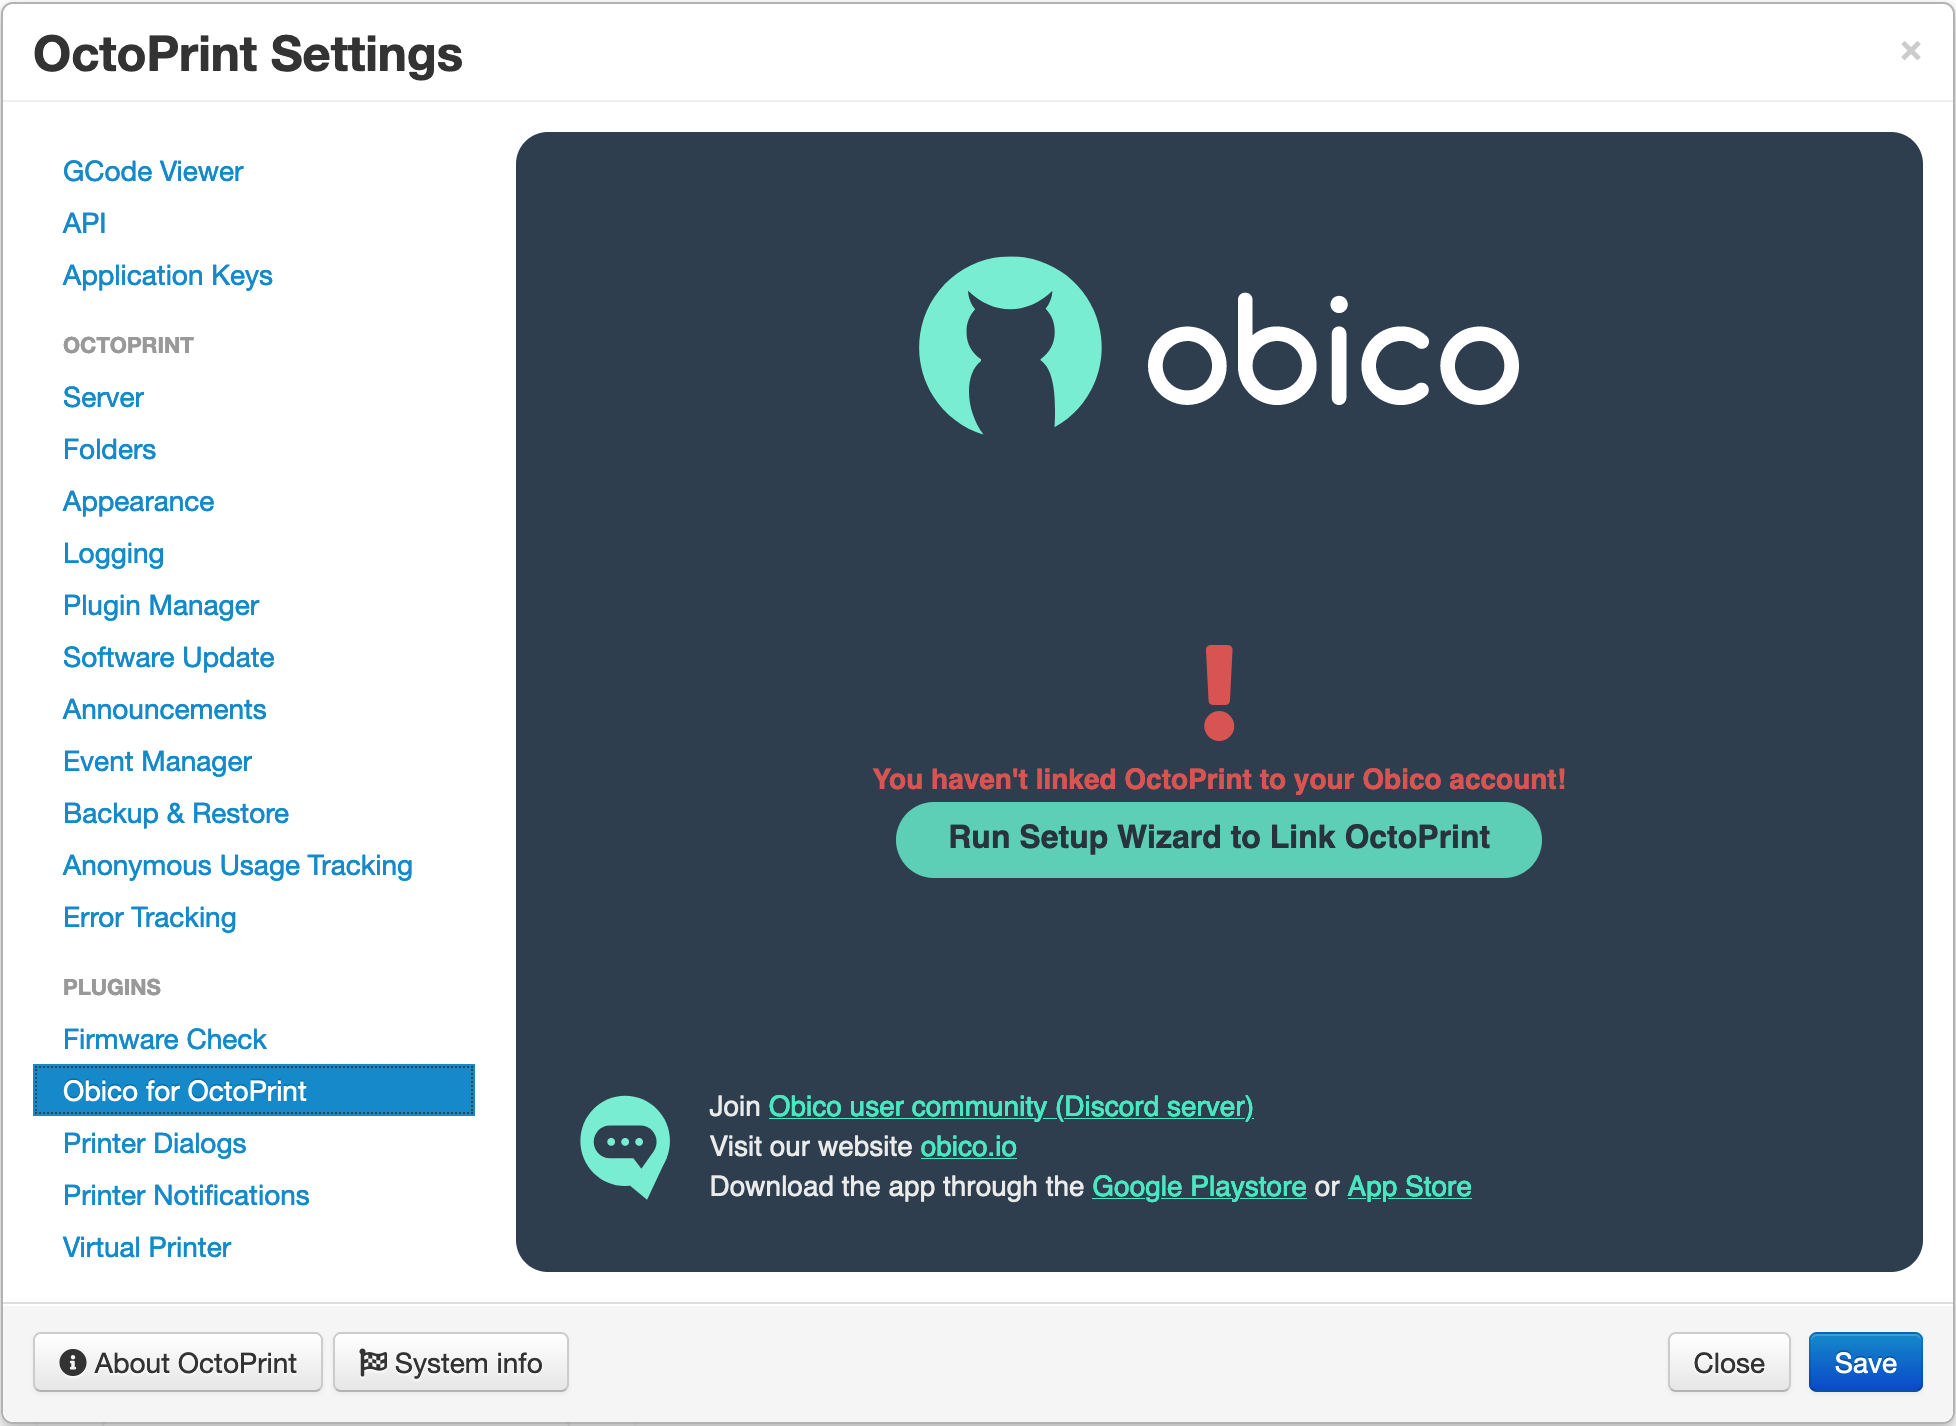 OctoPrint Settings
×
GCode Viewer
API
Application Keys
OCTOPRINT
Server
Folders
Appearance
Logging
Plugin Manager
Software Update
Announcements
Event Manager
Backup & Restore
Anonymous Usage Tracking
Error Tracking
PLUGINS
Firmware Check
Obico for OctoPrint
Printer Dialogs
Printer Notifications
Virtual Printer
obico
You haven't linked OctoPrint to your Obico account!
Run Setup Wizard to Link OctoPrint
Join Obico user community (Discord server)
Visit our website obico.io
Download the app through the Google Playstore or App Store
About OctoPrint
System info
Close
Save